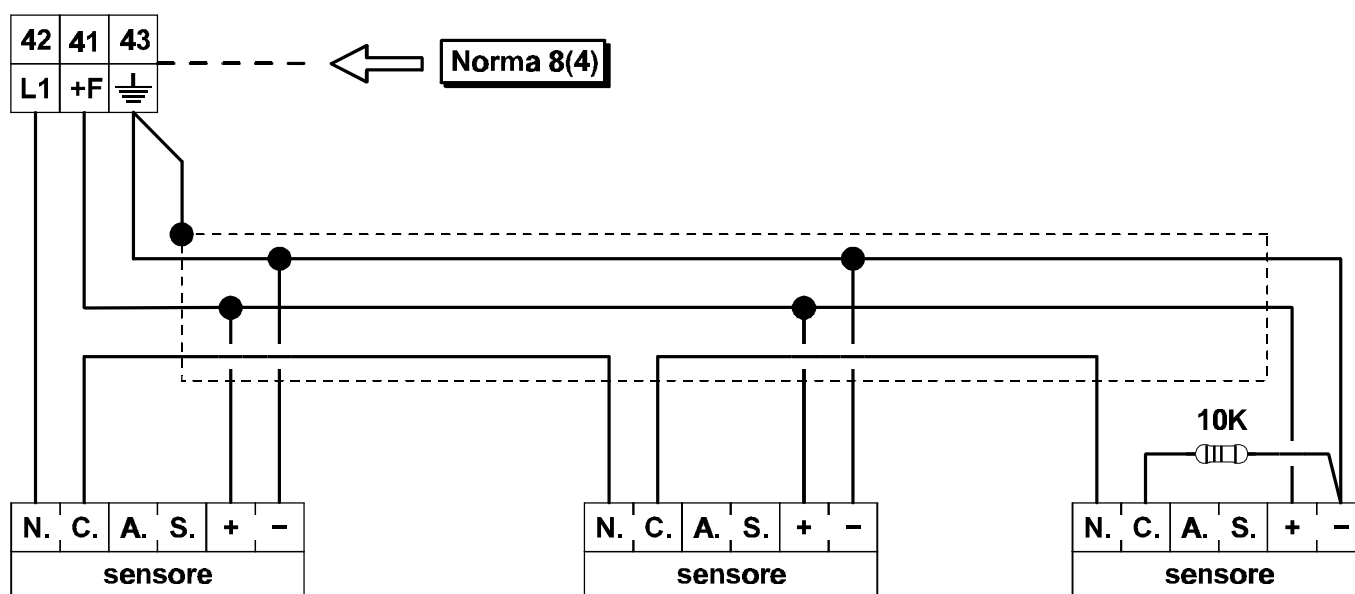 42 41 43
Norma 8(4)
L1 +F
10K
N. C. A. S. + − N. C. A. S. + − N. C. A. S. + −
sensore sensore sensore